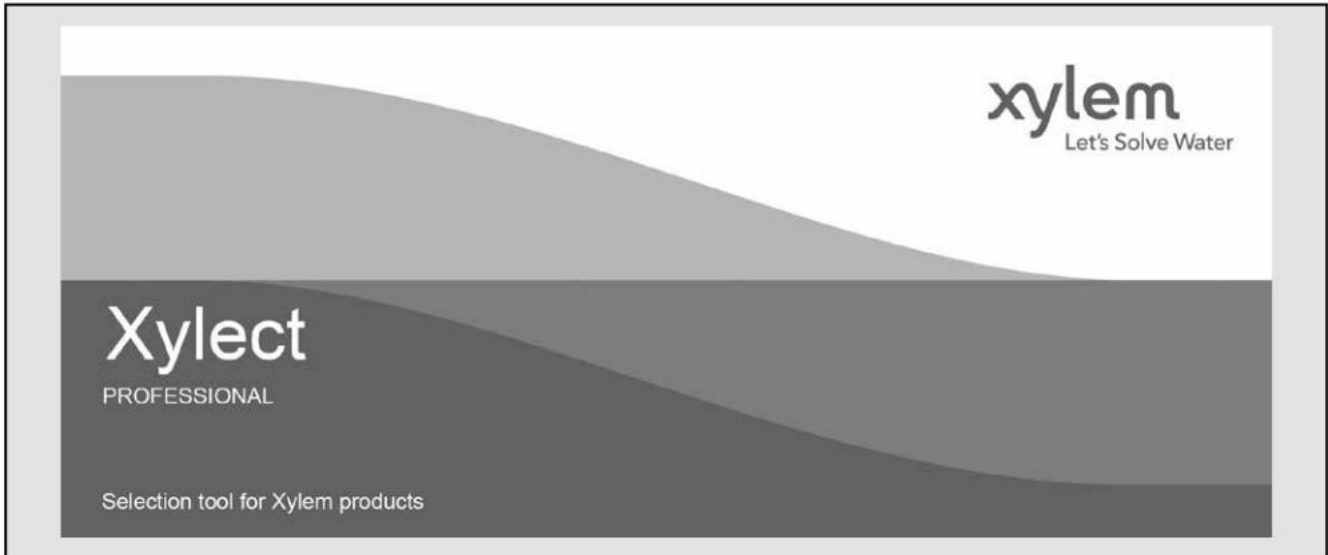 xylem
Let's Solve Water
Xylect
PROFESSIONAL
Selection tool for Xylem products